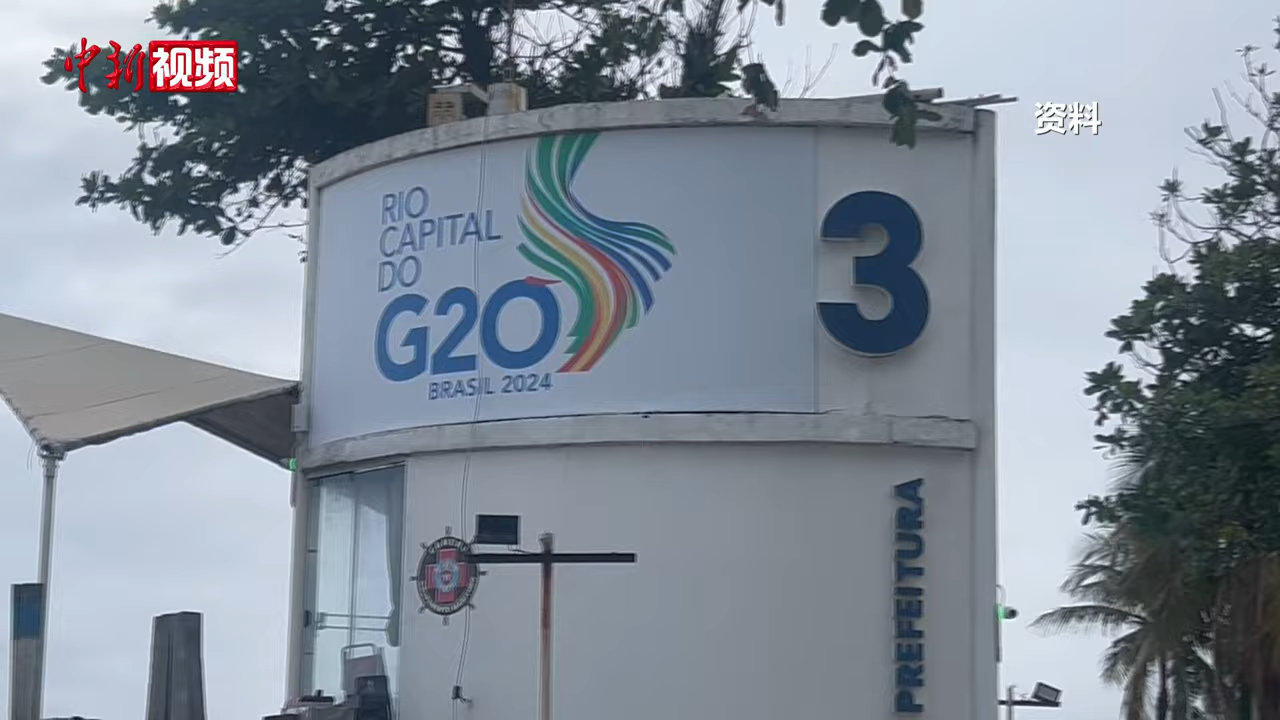 中新视频
资料
RIO
CAPITAL
DO
G20
BRASIL 2024
3
PREFEITURA